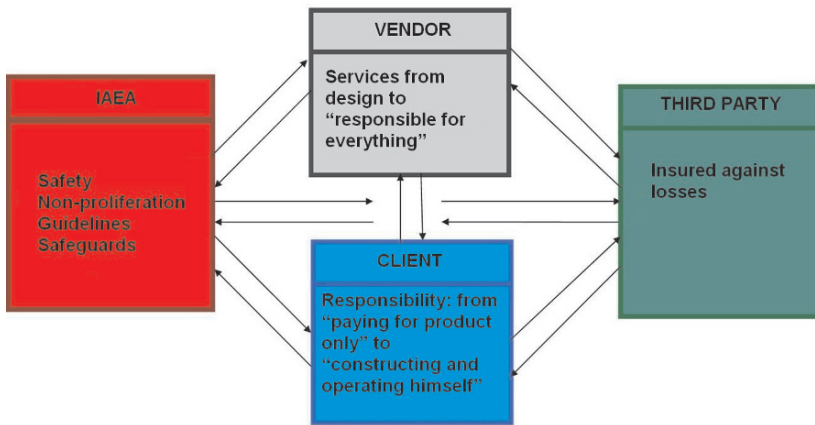 VENDOR
Services from
design to
“responsible for
everything”
IAEA
Safety
Non-proliferation
Guidelines
Safeguards
THIRD PARTY
Insured against
losses
CLIENT
Responsibility: from
“paying for product
only” to
“constructing and
operating himself”